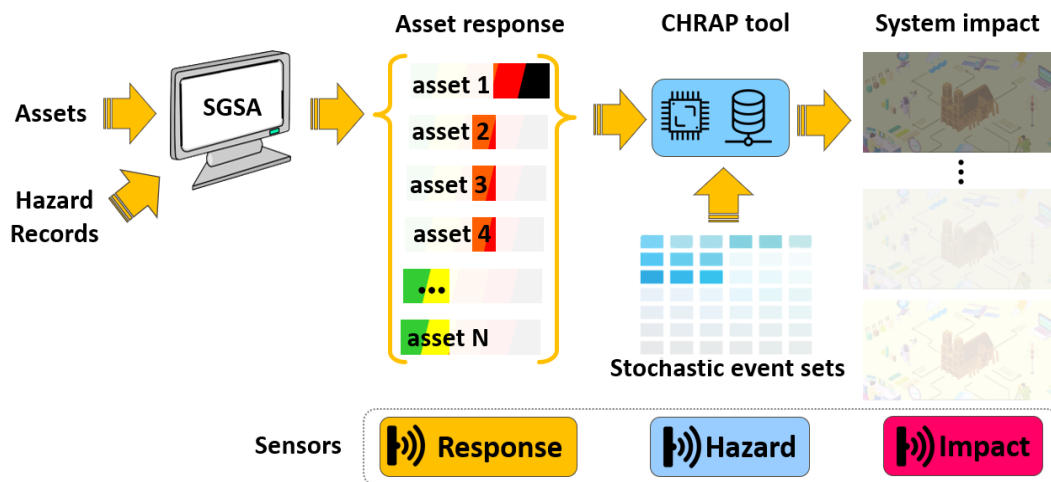 Asset response
CHRAP tool
System impact
Assets
SGSA
Hazard
Records
asset 1
asset 2
asset 3
asset 4
...
asset N
Stochastic event sets
Sensors
Response
Hazard
Impact